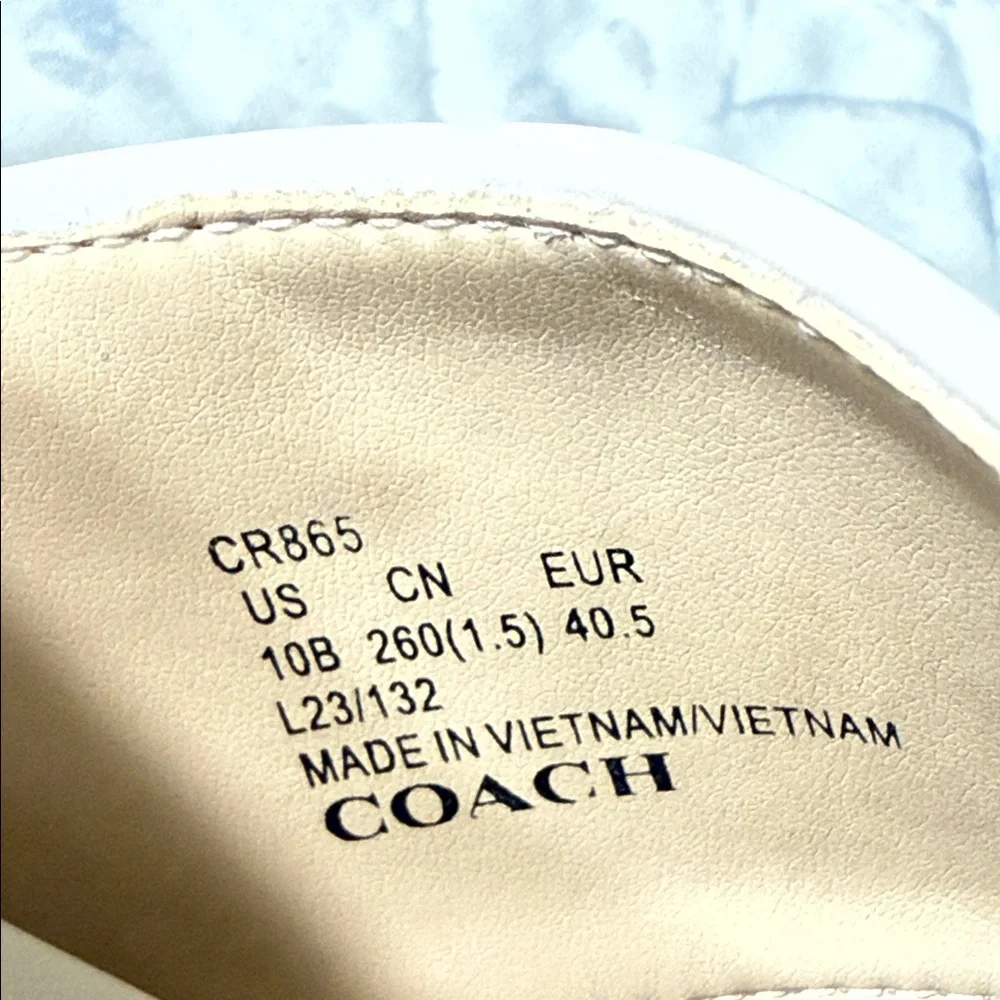 CR865
US CN EUR
10B 260(1.5) 40.5
L23/132
MADE IN VIETNAM/VIETNAM
COACH